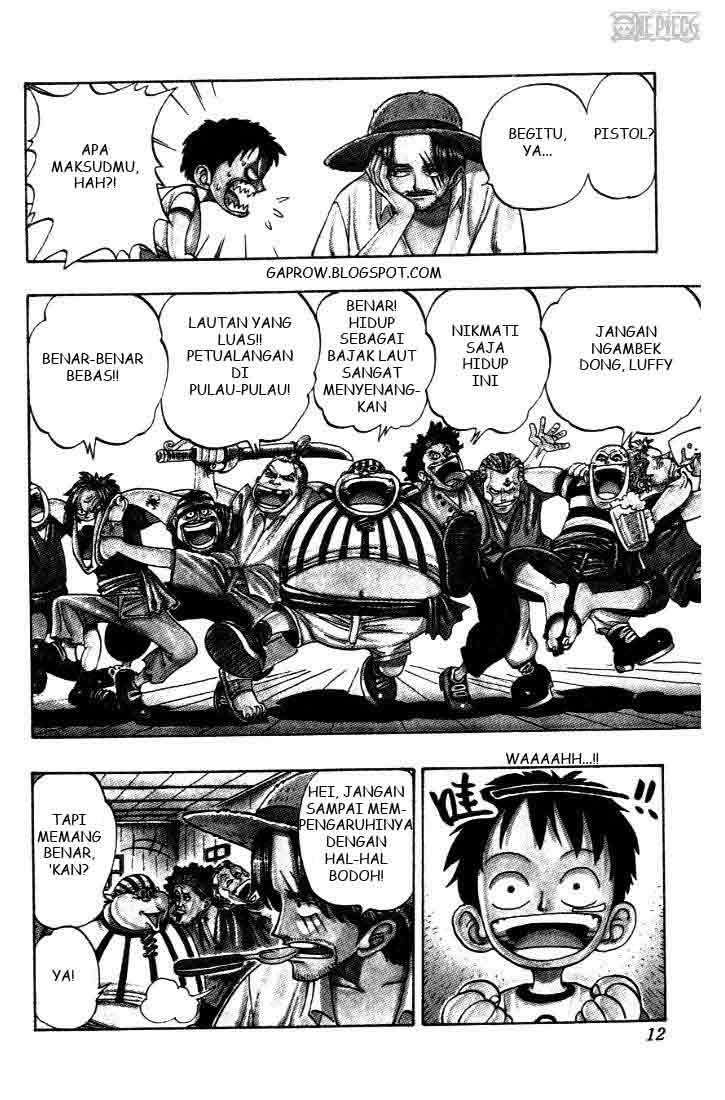 ONE PIECE
PISTOL?
BEGITU,
YA...
APA
MAKSUDMU,
HAH?!
GAPROW.BLOGSPOT.COM
JANGAN
NGAMBEK
DONG, LUFFY
NIKMATI
SAJA
HIDUP
INI
BENAR!
HIDUP
SEBAGAI
BAJAK LAUT
SANGAT
MENYENANG-
KAN
LAUTAN YANG
LUAS!!
PETUALANGAN
DI
PULAU-PULAU!
BENAR-BENAR
BEBAS!!
WAAAAHH...!!
哇!!
HEI, JANGAN
SAMPAI MEM-
PENGARUHINYA
DENGAN
HAL-HAL
BODOH!
TAPI
MEMANG
BENAR,
'KAN?
YA!
12